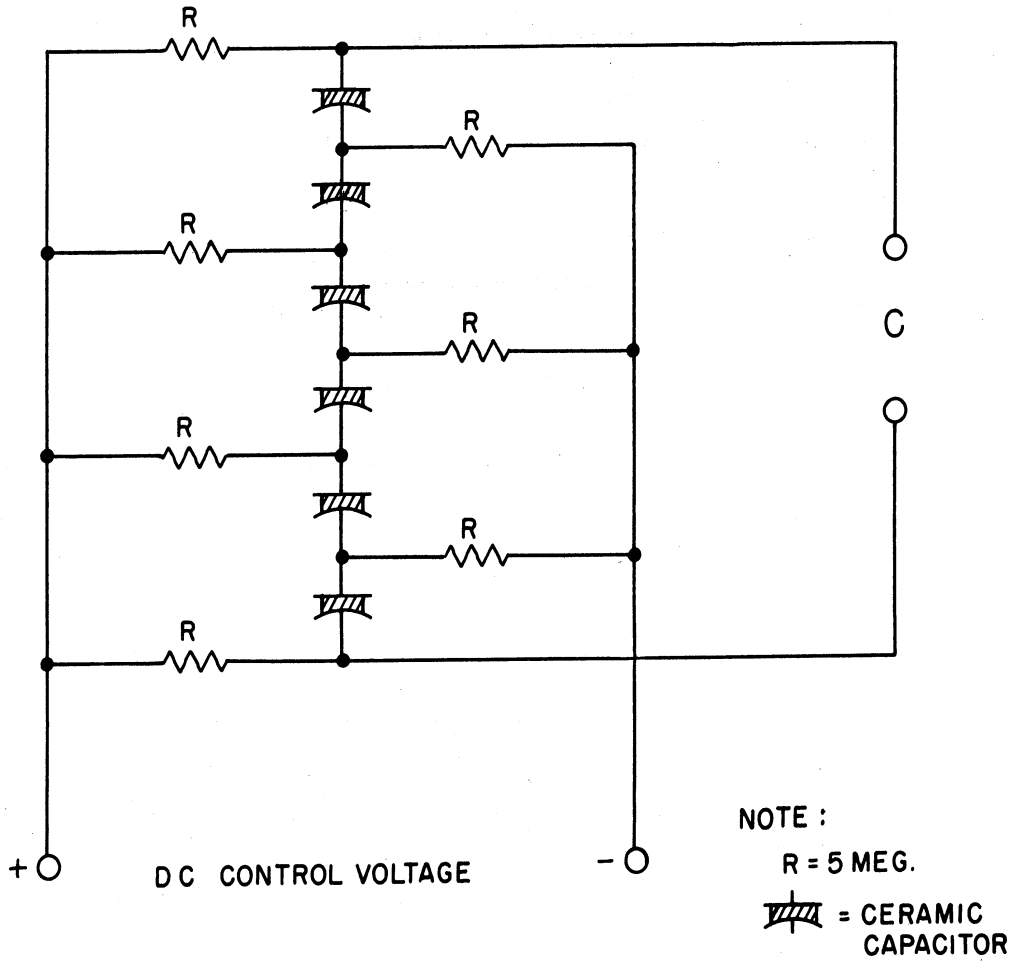 R
R
R
R
R
R
R
C
+
-
DC CONTROL VOLTAGE
NOTE :
R = 5 MEG.
= CERAMIC
CAPACITOR